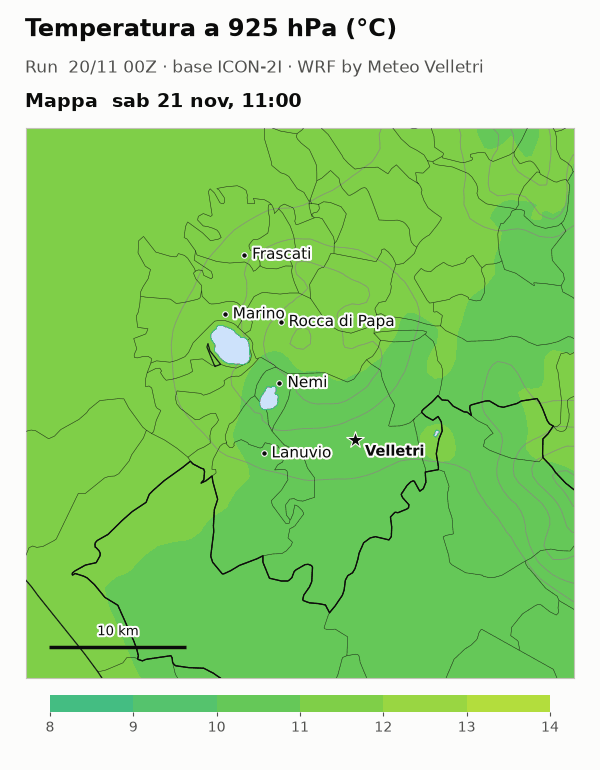 Temperatura a 925 hPa (°C)
Run  20/11 00Z · base ICON-2I · WRF by Meteo Velletri
Mappa  sab 21 nov, 11:00
Frascati
Marino
Rocca di Papa
Nemi
Velletri
Lanuvio
10 km
8 9 10 11 12 13 14